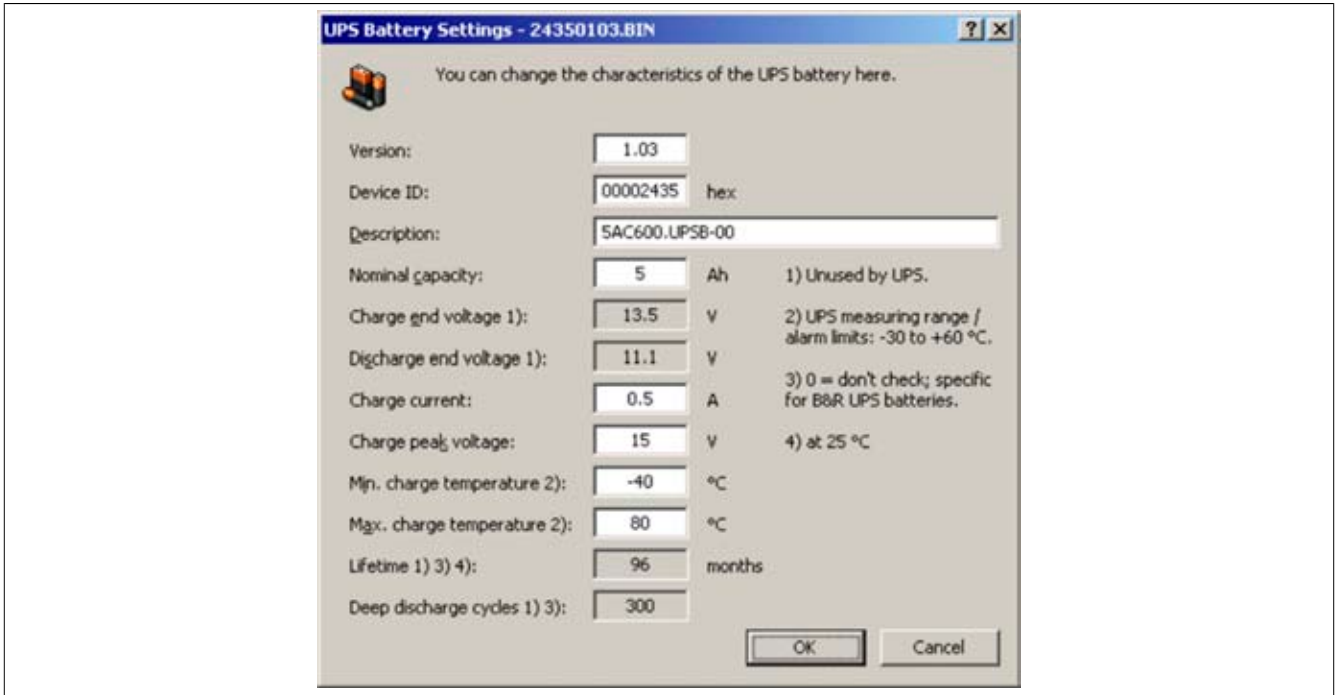 UPS Battery Settings - 24350103.BIN
You can change the characteristics of the UPS battery here.
Version: 1.03
Device ID: 00002435 hex
Description: 5AC600.UPSB-00
Nominal capacity: 5 Ah 1) Unused by UPS.
Charge end voltage 1): 13.5 V 2) UPS measuring range /
alarm limits: -30 to +60 °C.
Discharge end voltage 1): 11.1 V
3) 0 = don't check; specific
Charge current: 0.5 A for B&R UPS batteries.
Charge peak voltage: 15 V 4) at 25 °C
Min. charge temperature 2): -40 °C
Max. charge temperature 2): 80 °C
Lifetime 1) 3) 4): 96 months
Deep discharge cycles 1) 3): 300
OK Cancel